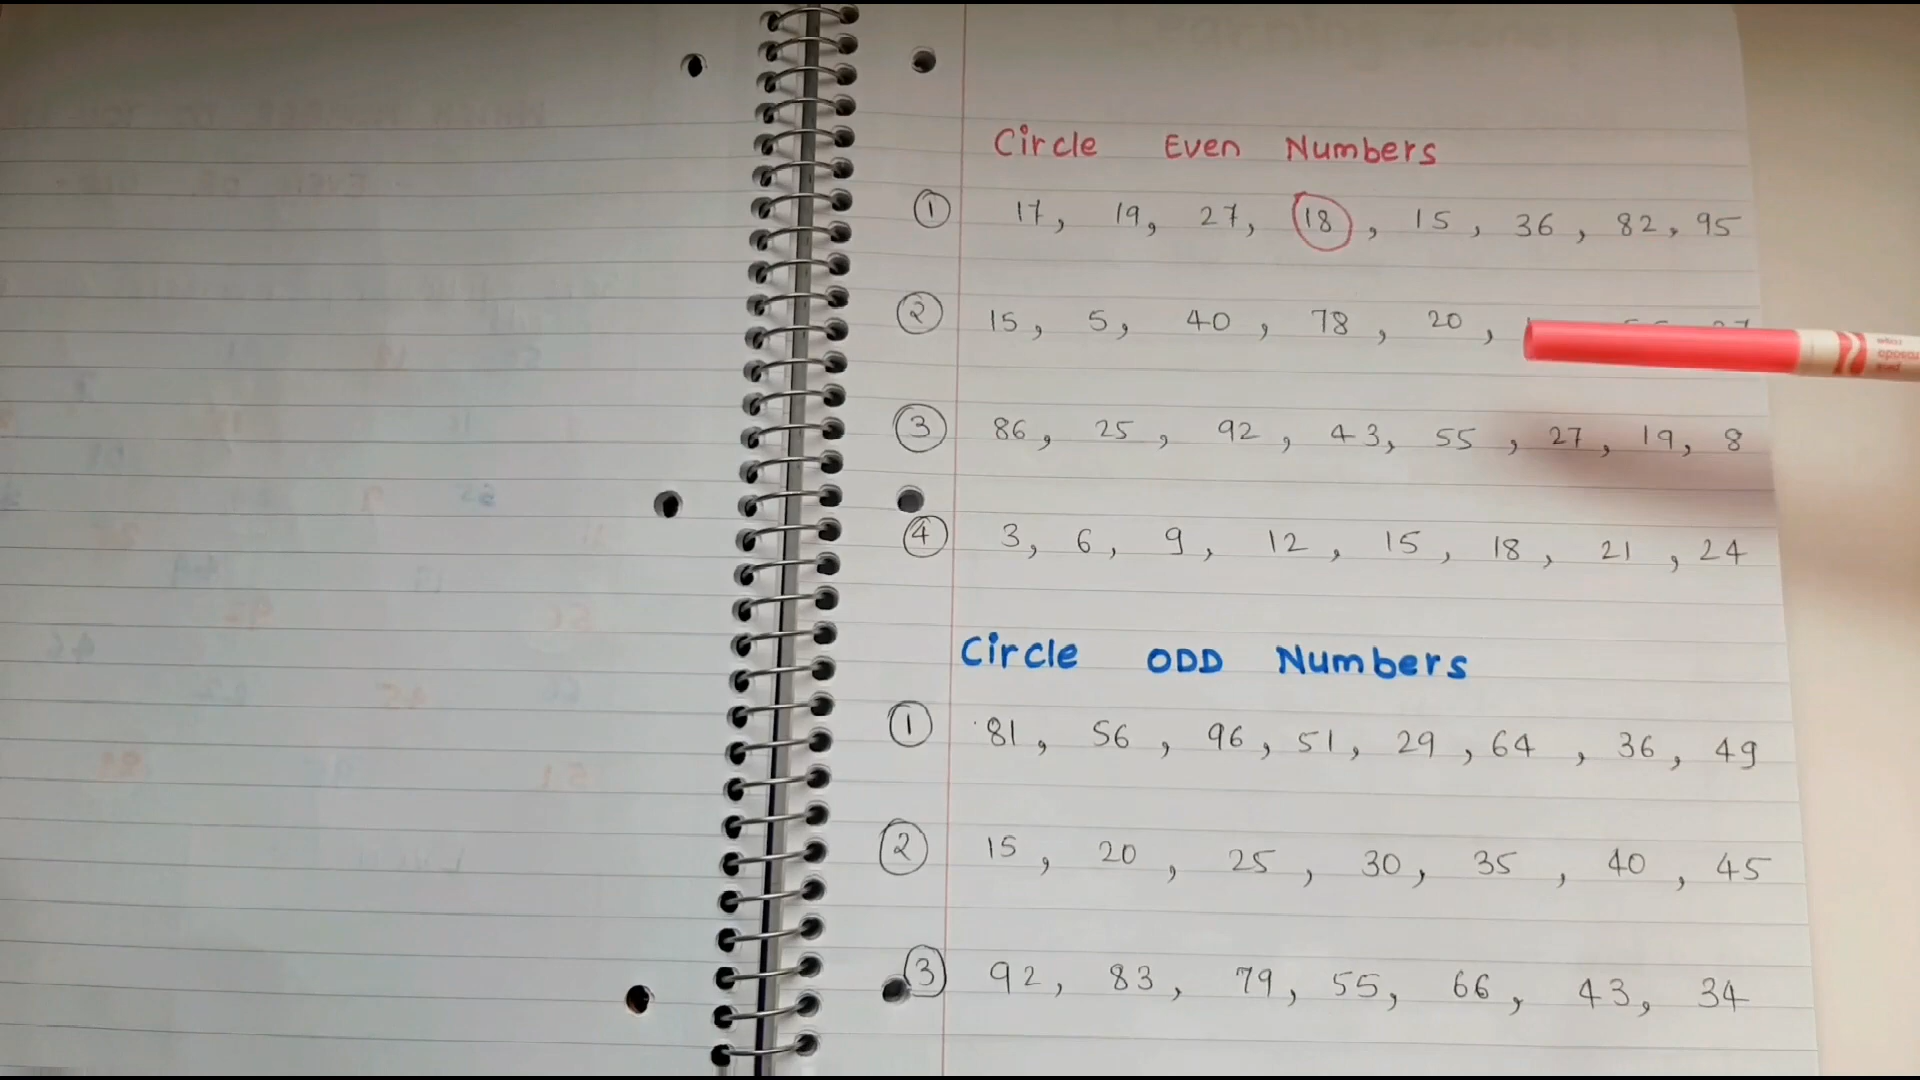 Circle Even Numbers
① 17, 19, 27, 18, 15, 36, 82, 95
② 15, 5, 40, 78, 20,
③ 86, 25, 92, 43, 55, 27, 19, 8
④ 3, 6, 9, 12, 15, 18, 21, 24
Circle ODD Numbers
① 81, 56, 96, 51, 29, 64, 36, 49
② 15, 20, 25, 30, 35, 40, 45
③ 92, 83, 79, 55, 66, 43, 34